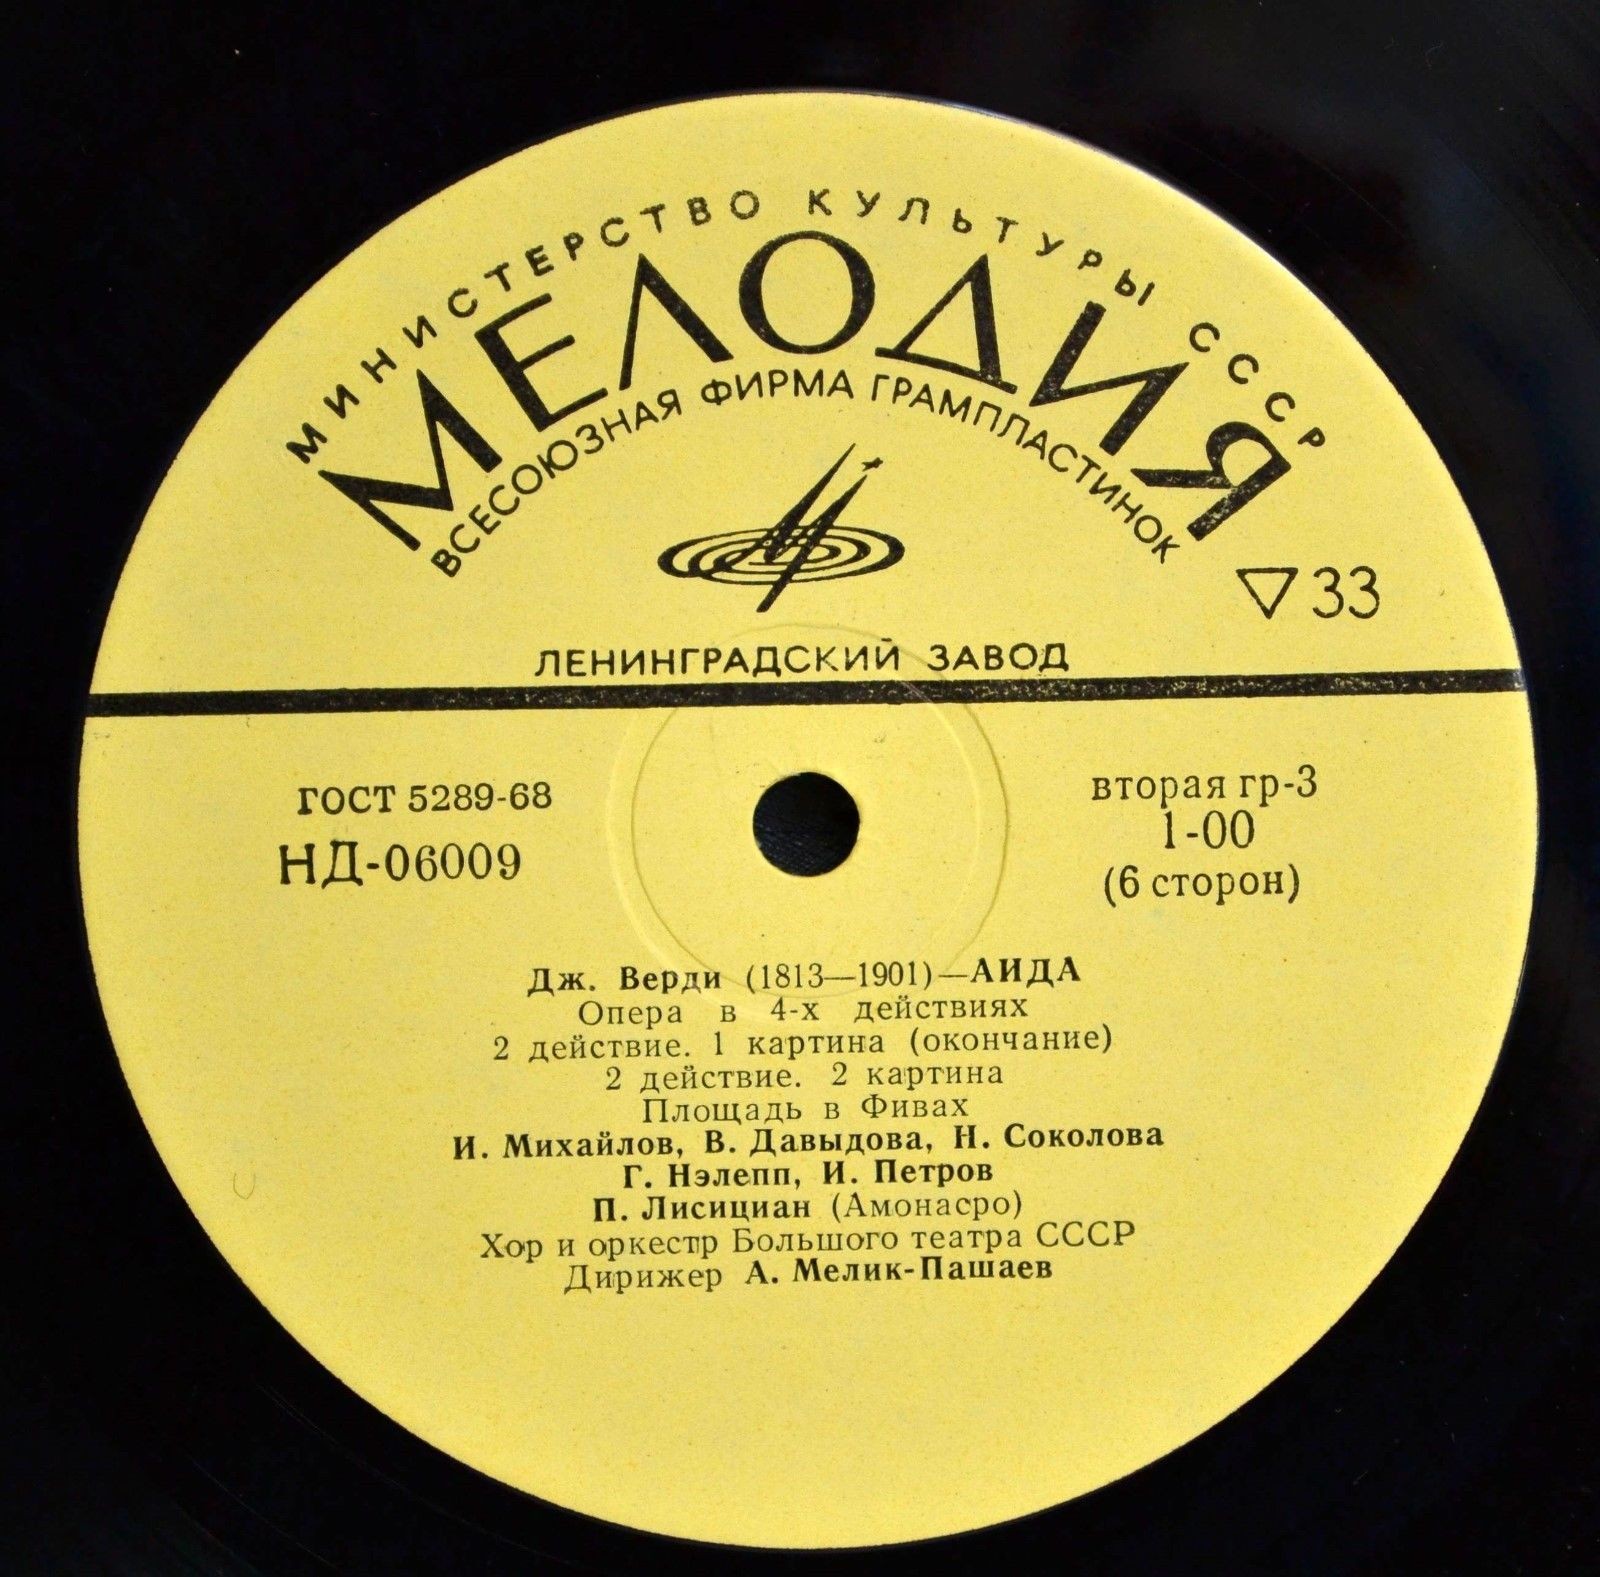 МИНИСТЕРСТВО КУЛЬТУРЫ СССР
МЕЛОДИЯ
ВСЕСОЮЗНАЯ ФИРМА ГРАМПЛАСТИНОК
33
ЛЕНИНГРАДСКИЙ ЗАВОД
ГОСТ 5289-68
НД-06009
вторая гр-3
1-00
(6 сторон)
Дж. Верди (1813—1901)—АИДА
Опера в 4-х действиях
2 действие. 1 картина (окончание)
2 действие. 2 картина
Площадь в Фивах
И. Михайлов, В. Давыдова, Н. Соколова
Г. Нэлепп, И. Петров
П. Лисициан (Амонасро)
Хор и оркестр Большого театра СССР
Дирижер А. Мелик-Пашаев